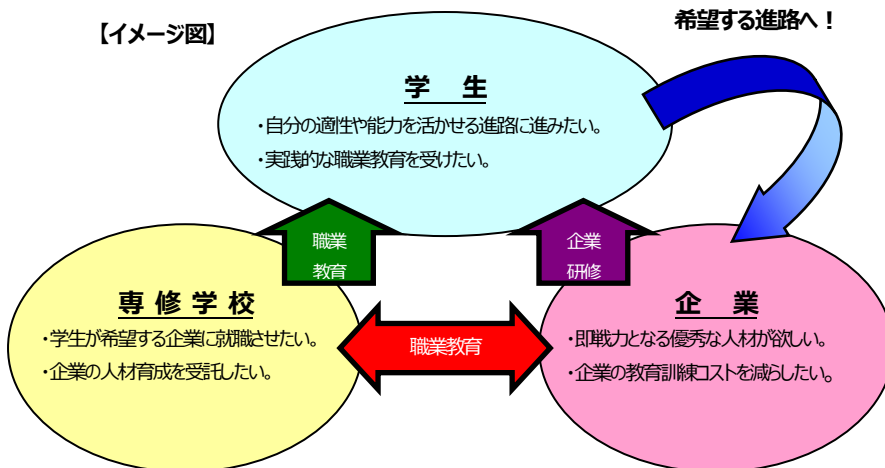 【イメージ図】
希望する進路へ！
学 生
・自分の適性や能力を活かせる進路に進みたい。
・実践的な職業教育を受けたい。
職業
教育
企業
研修
専 修 学 校
・学生が希望する企業に就職させたい。
・企業の人材育成を受託したい。
職業教育
企 業
・即戦力となる優秀な人材が欲しい。
・企業の教育訓練コストを減らしたい。